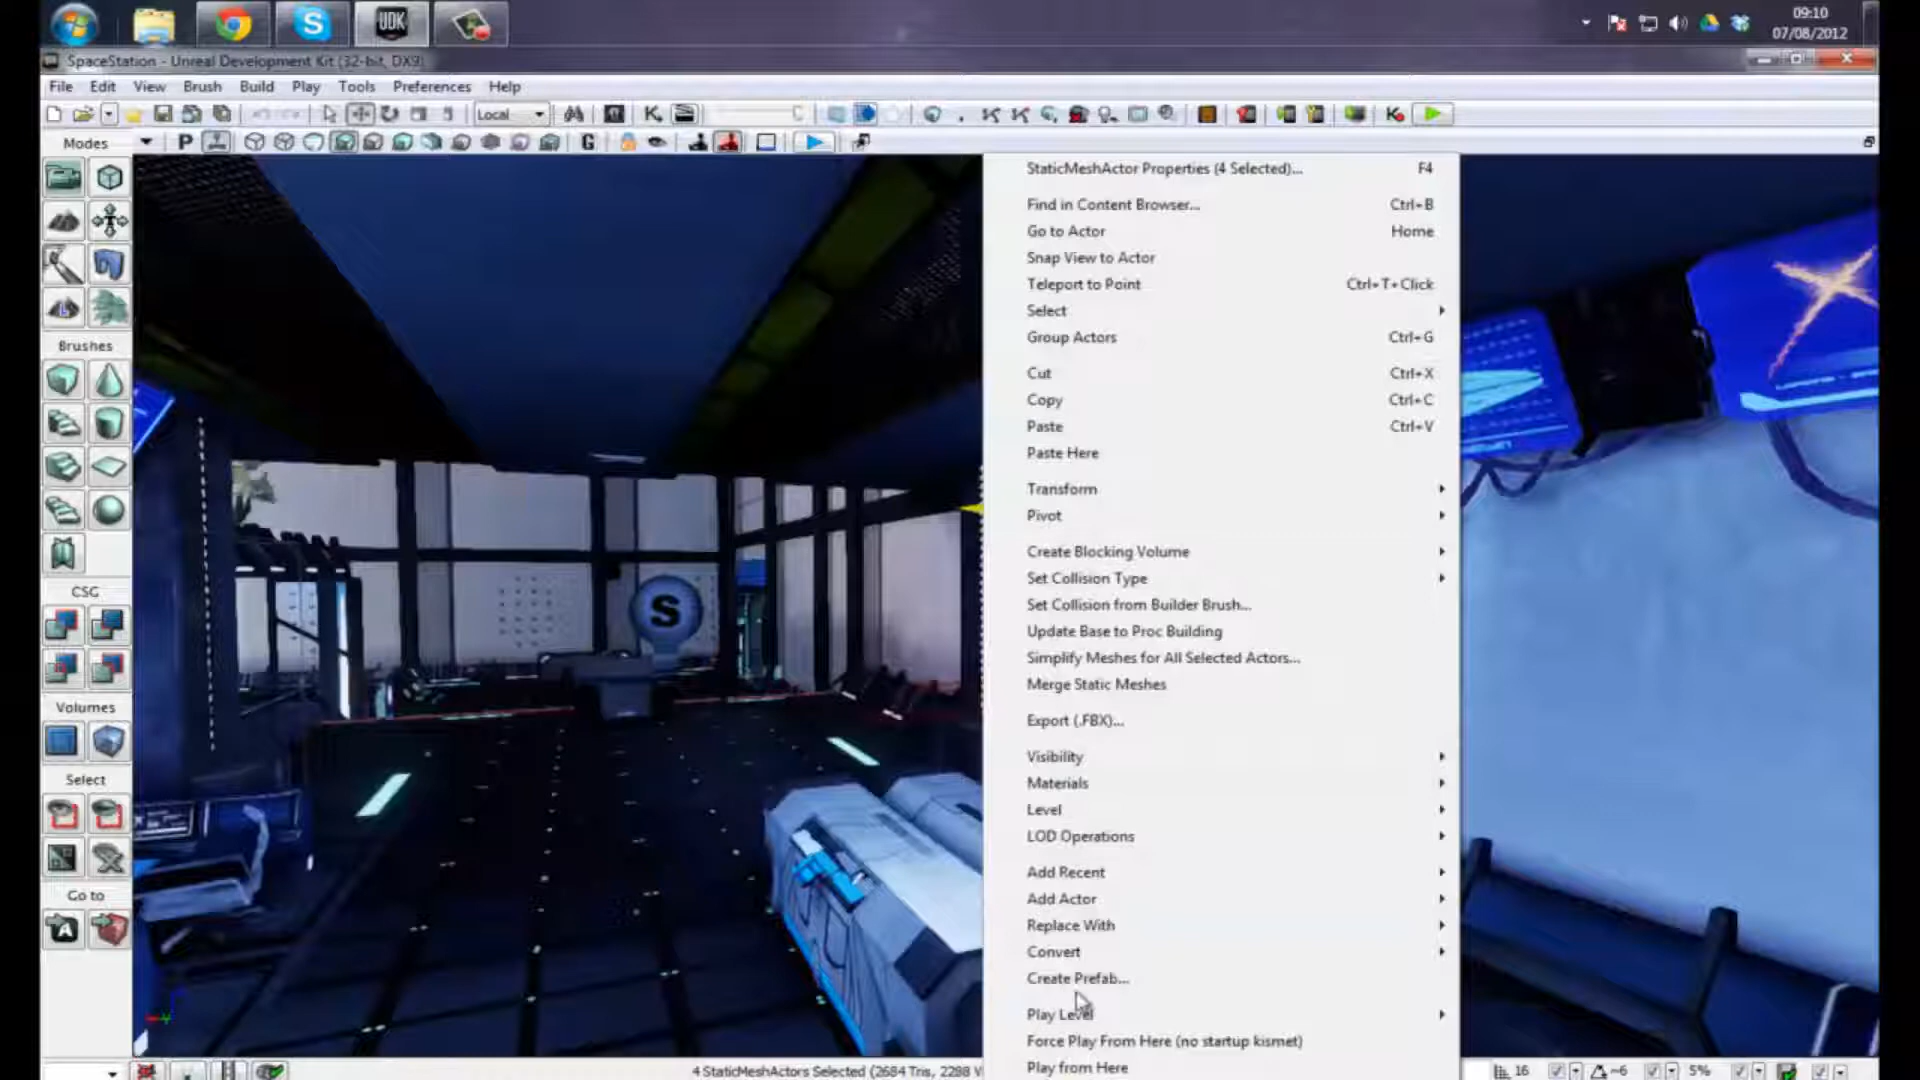 UDK
09:10
07/08/2012
SpaceStation - Unreal Development Kit (32-bit, DX9)
File Edit View Brush Build Play Tools Preferences Help
Local
Modes
P
G
StaticMeshActor Properties (4 Selected)... F4
Find in Content Browser... Ctrl+B
Go to Actor Home
Snap View to Actor
Teleport to Point Ctrl+T+Click
Select
Group Actors Ctrl+G
Brushes
Cut Ctrl+X
Copy Ctrl+C
Paste Ctrl+V
Paste Here
Transform
Pivot
Create Blocking Volume
Set Collision Type
CSG
Set Collision from Builder Brush...
S
Update Base to Proc Building
Simplify Meshes for All Selected Actors...
Merge Static Meshes
Volumes
Export (.FBX)...
Visibility
Select
Materials
Level
LOD Operations
Add Recent
Go to
Add Actor
Replace With
A
Convert
Create Prefab...
Play Level
Force Play From Here (no startup kismet)
Play from Here
4 StaticMeshActors Selected (2684 Tris, 2288 V
16
5%